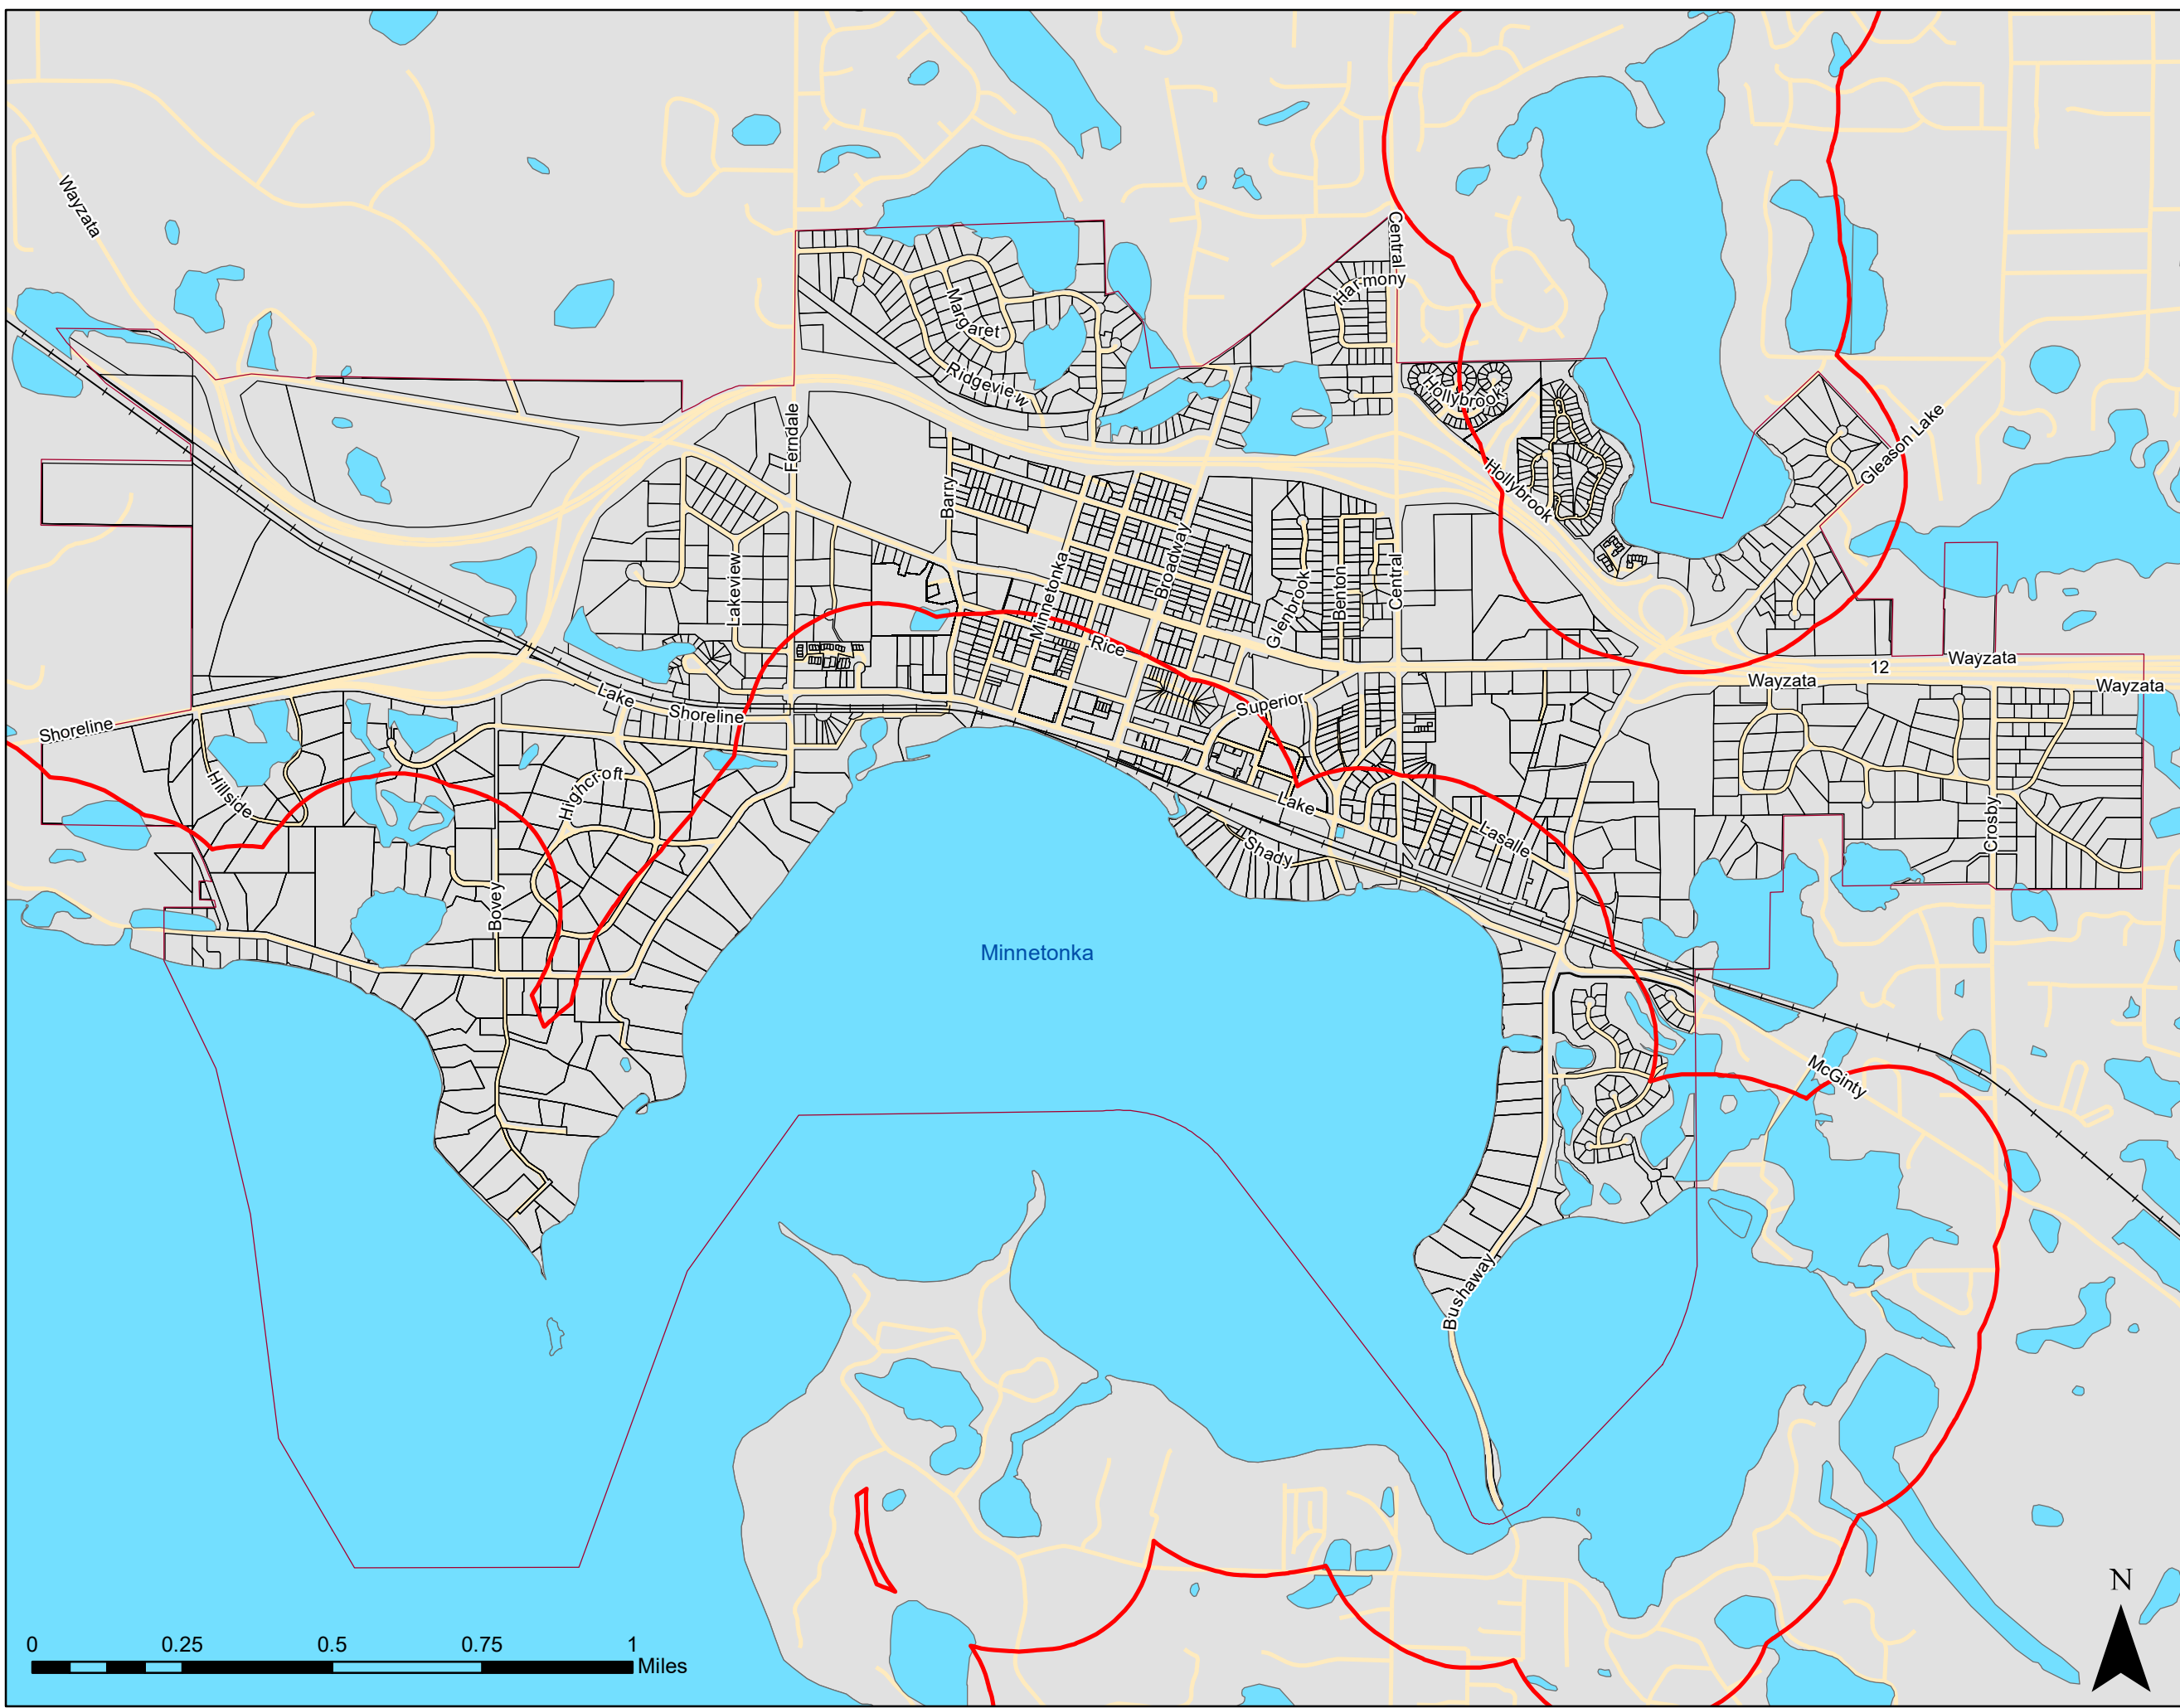 Wayzata
Central
Harmony
Margaret
Ridgeview
Hollybrook
Ferndale
Gleason Lake
Barry
Hollybrook
Broadway
Lakeview
Minnetonka
Glenbrook
Benton
Central
Rice
12
Wayzata
Wayzata
Wayzata
Lake
Shoreline
Superior
Shoreline
Hillside
Highcroft
Lake
Lasalle
Shady
Crosby
Bovey
Minnetonka
McGinty
Bushaway
N
0 0.25 0.5 0.75 1
Miles